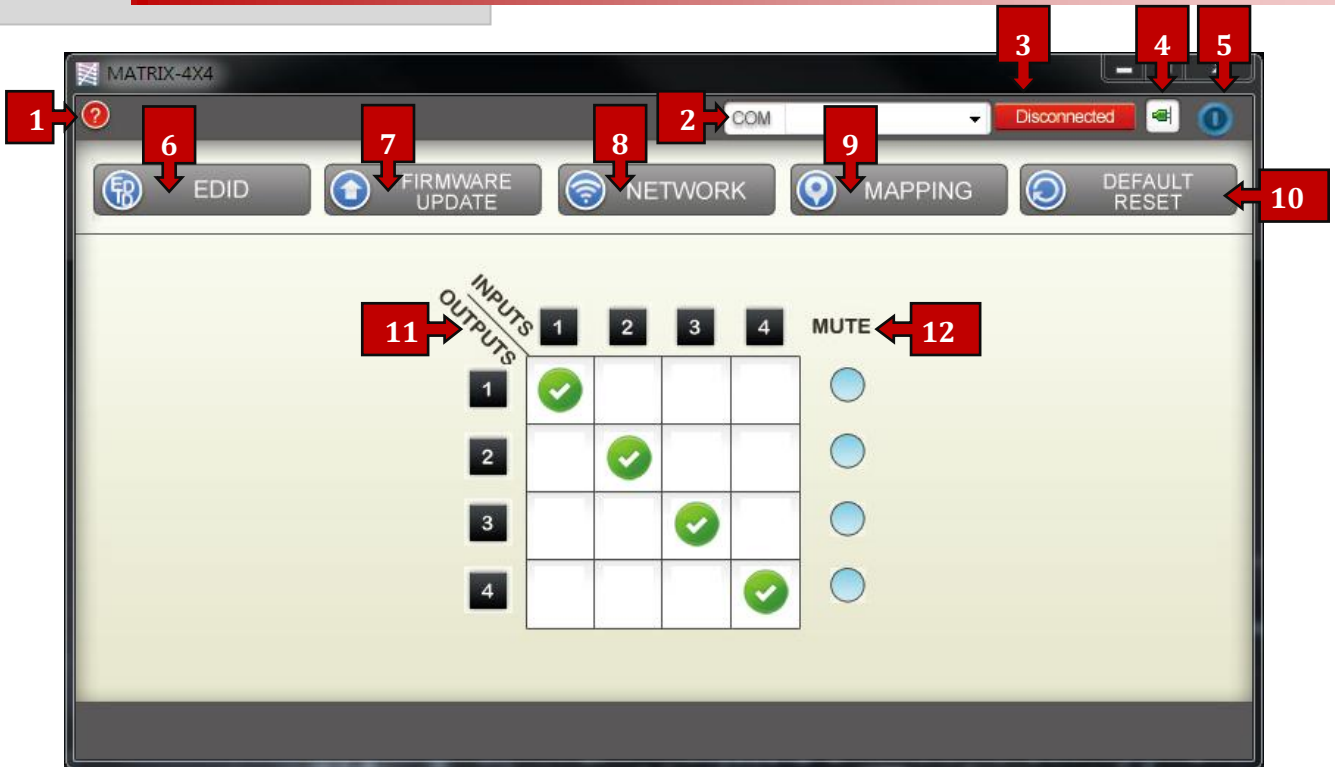 3
4
5
MATRIX-4X4
1
?
2
COM
Disconnected
6
7
8
9
EDID
FIRMWARE
UPDATE
NETWORK
MAPPING
DEFAULT
RESET
10
INPUTS
OUTPUTS
11
1
2
3
4
MUTE
12
1
2
3
4